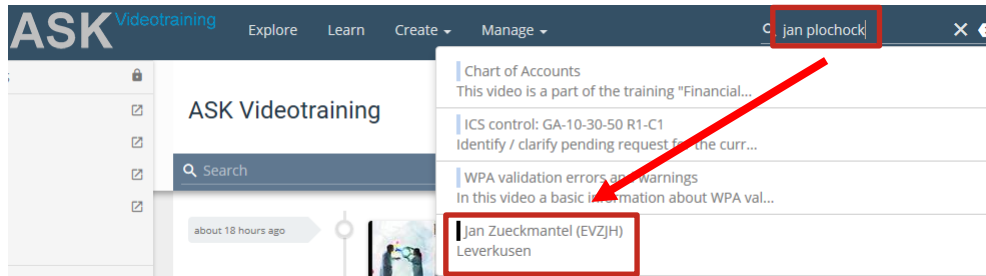 ASK Videotraining
Explore Learn Create Manage
jan plochock
ASK Videotraining
Search
about 18 hours ago
Chart of Accounts
This video is a part of the training "Financial...
ICS control: GA-10-30-50 R1-C1
Identify / clarify pending request for the curr...
WPA validation errors and warnings
In this video a basic information about WPA val...
Jan Zueckmantel (EVZJH)
Leverkusen